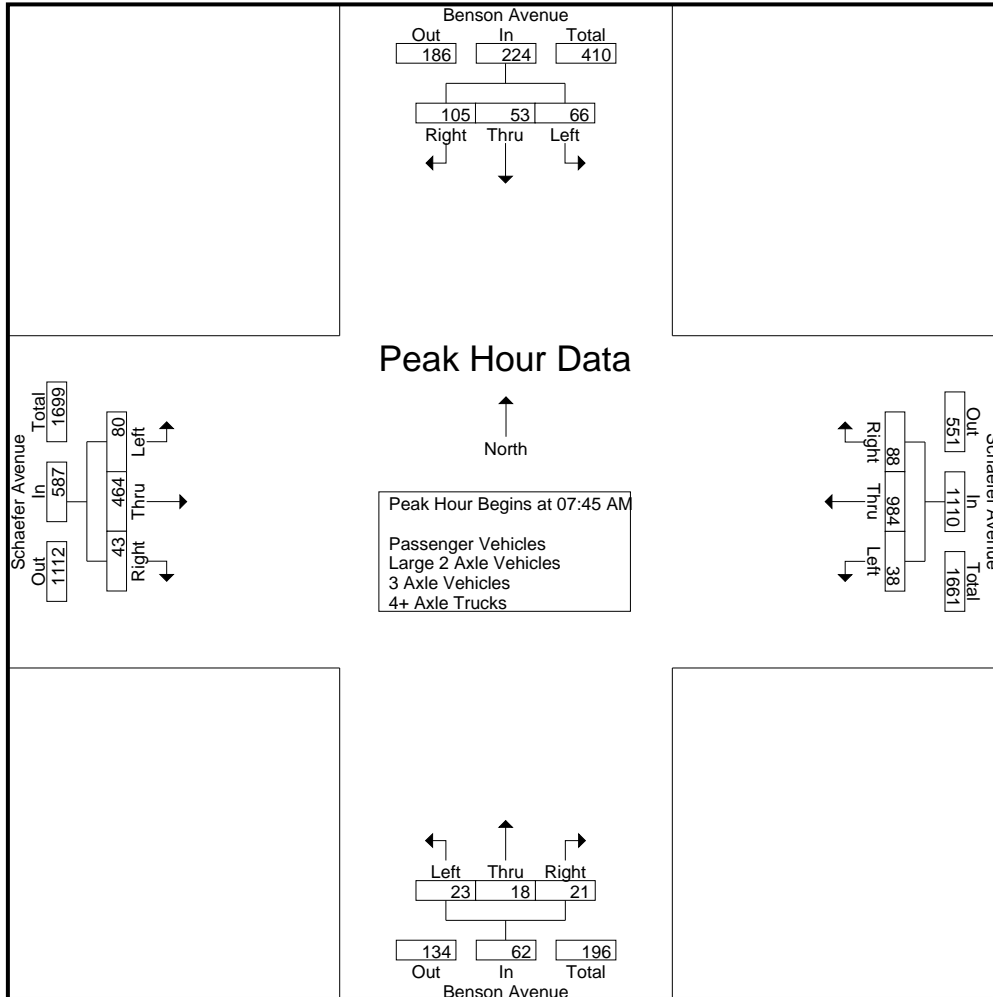 Benson Avenue
Out In Total
186 224 410
105 53 66
Right Thru Left
Peak Hour Data
North
Peak Hour Begins at 07:45 AM
Passenger Vehicles
Large 2 Axle Vehicles
3 Axle Vehicles
4+ Axle Trucks
Schaefer Avenue
Out In Total
1112 587 1699
43 464 80
Right Thru Left
Schaefer Avenue
Out In Total
551 1110 1661
88 984 38
Right Thru Left
Left Thru Right
23 18 21
134 62 196
Out In Total
Benson Avenue